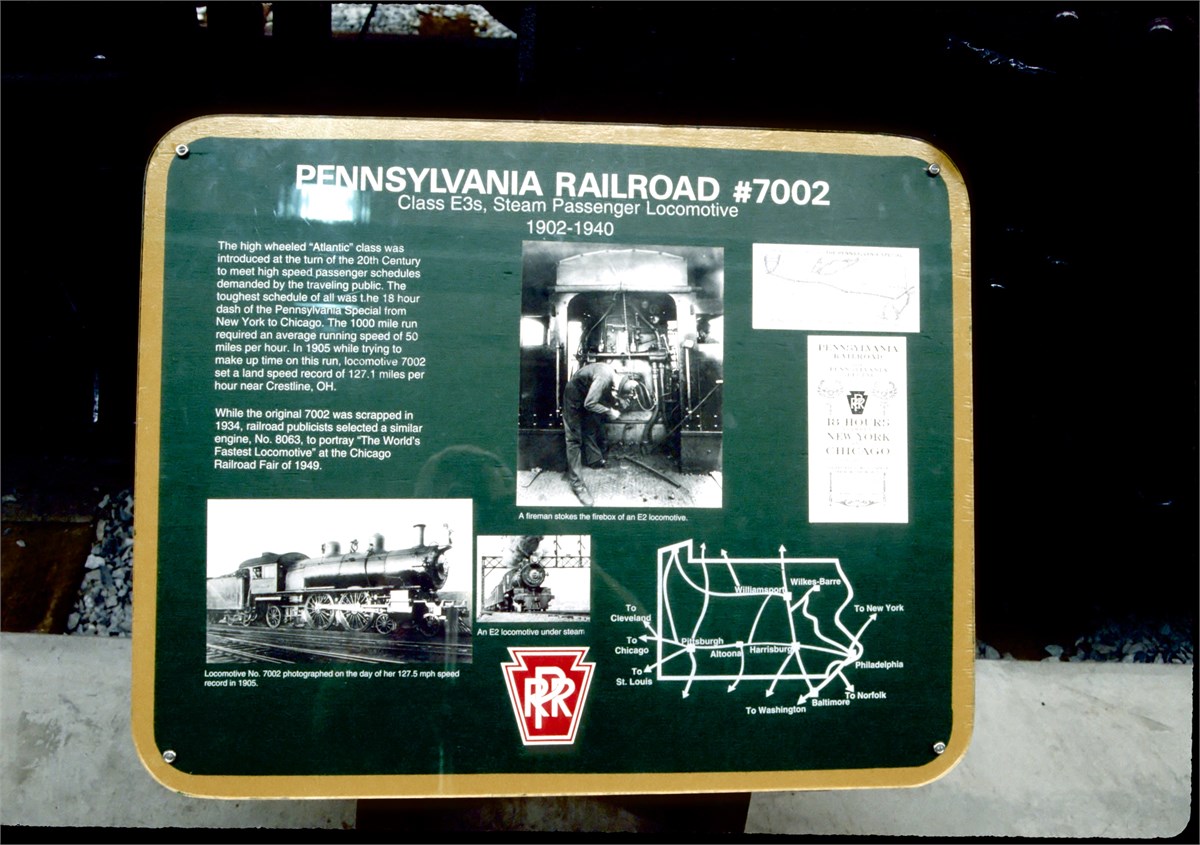 PENNSYLVANIA RAILROAD #7002
Class E3s, Steam Passenger Locomotive
1902-1940
The high wheeled "Atlantic" class was
introduced at the turn of the 20th Century
to meet high speed passenger schedules
demanded by the traveling public. The
toughest schedule of all was the 18 hour
dash of the Pennsylvania Special from
New York to Chicago. The 1000 mile run
required an average running speed of 50
miles per hour. In 1905 while trying to
make up time on this run, locomotive 7002
set a land speed record of 127.1 miles per
hour near Crestline, OH.
While the original 7002 was scrapped in
1934, railroad publicists selected a similar
engine, No. 8063, to portray "The World's
Fastest Locomotive" at the Chicago
Railroad Fair of 1949.
A fireman stokes the firebox of an E2 locomotive.
THE PENNSYLVANIA SPECIAL
PENNSYLVANIA
RAILROAD
PENNSYLVANIA
PRR
18 HOURS
NEW YORK
CHICAGO
Locomotive No. 7002 photographed on the day of her 127.5 mph speed
record in 1905.
An E2 locomotive under steam
PRR
Williamsport
Wilkes-Barre
To New York
To
Cleveland
To
Chicago
To
St. Louis
Pittsburgh
Altoona
Harrisburg
Philadelphia
To Norfolk
Baltimore
To Washington